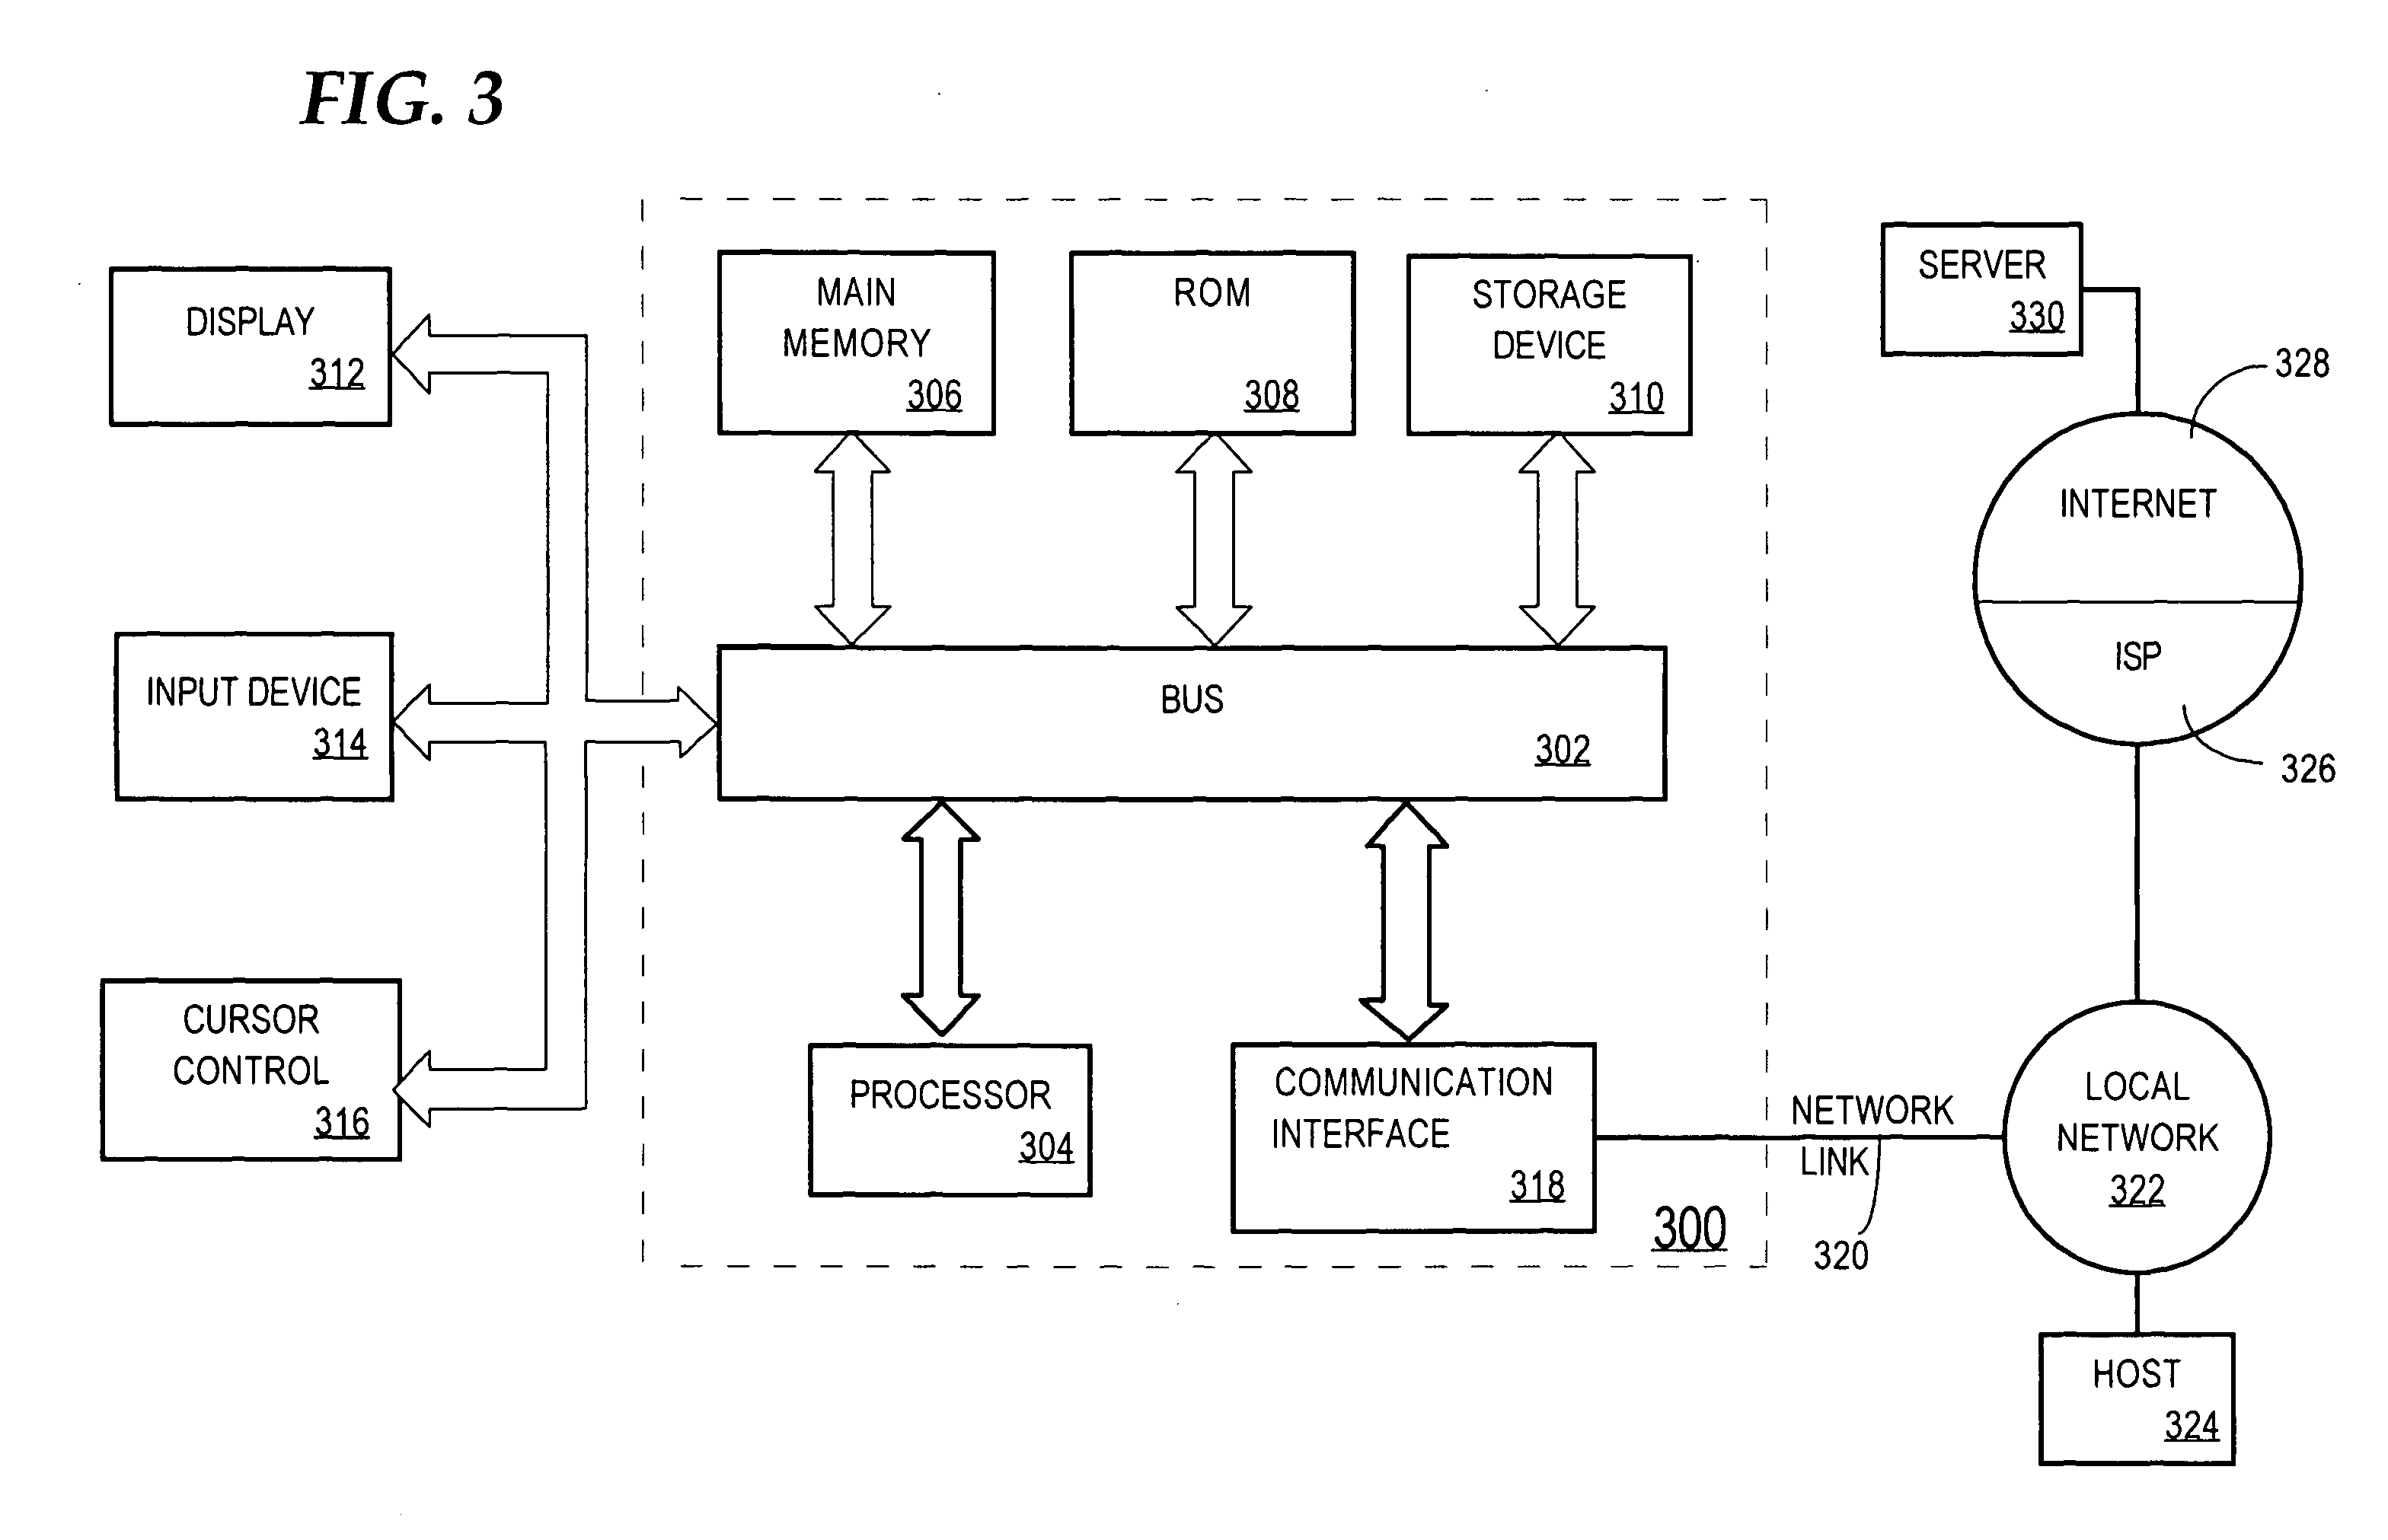 FIG. 3
DISPLAY
312
INPUT DEVICE
314
CURSOR
CONTROL
316
MAIN
MEMORY
306
ROM
308
STORAGE
DEVICE
310
BUS
302
PROCESSOR
304
COMMUNICATION
INTERFACE
318
300
SERVER
330
328
INTERNET
ISP
326
NETWORK
LINK
320
LOCAL
NETWORK
322
HOST
324